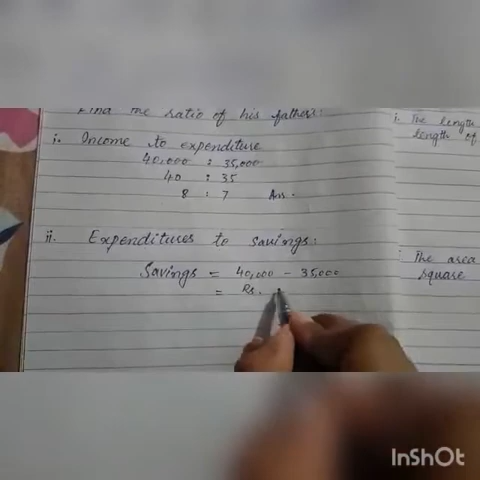 Find the ratio of his father:
i. Income to expenditure
40,000 : 35,000
40 : 35
8 : 7 Ans.
ii. Expenditures to savings:
Savings = 40,000 - 35,000
= Rs.
i. The length
length of
The area
square
InShOt